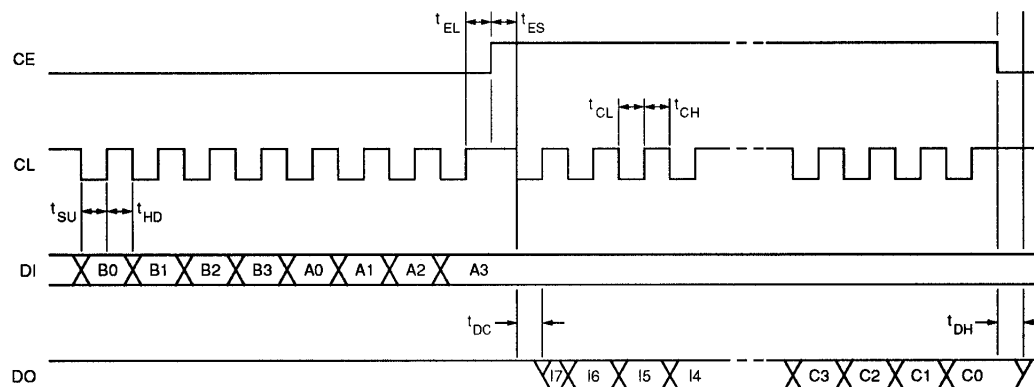 tEL tES
CE
tCL tCH
CL
tSU tHD
DI B0 B1 B2 B3 A0 A1 A2 A3
tDC tDH
DO I7 I6 I5 I4 C3 C2 C1 C0